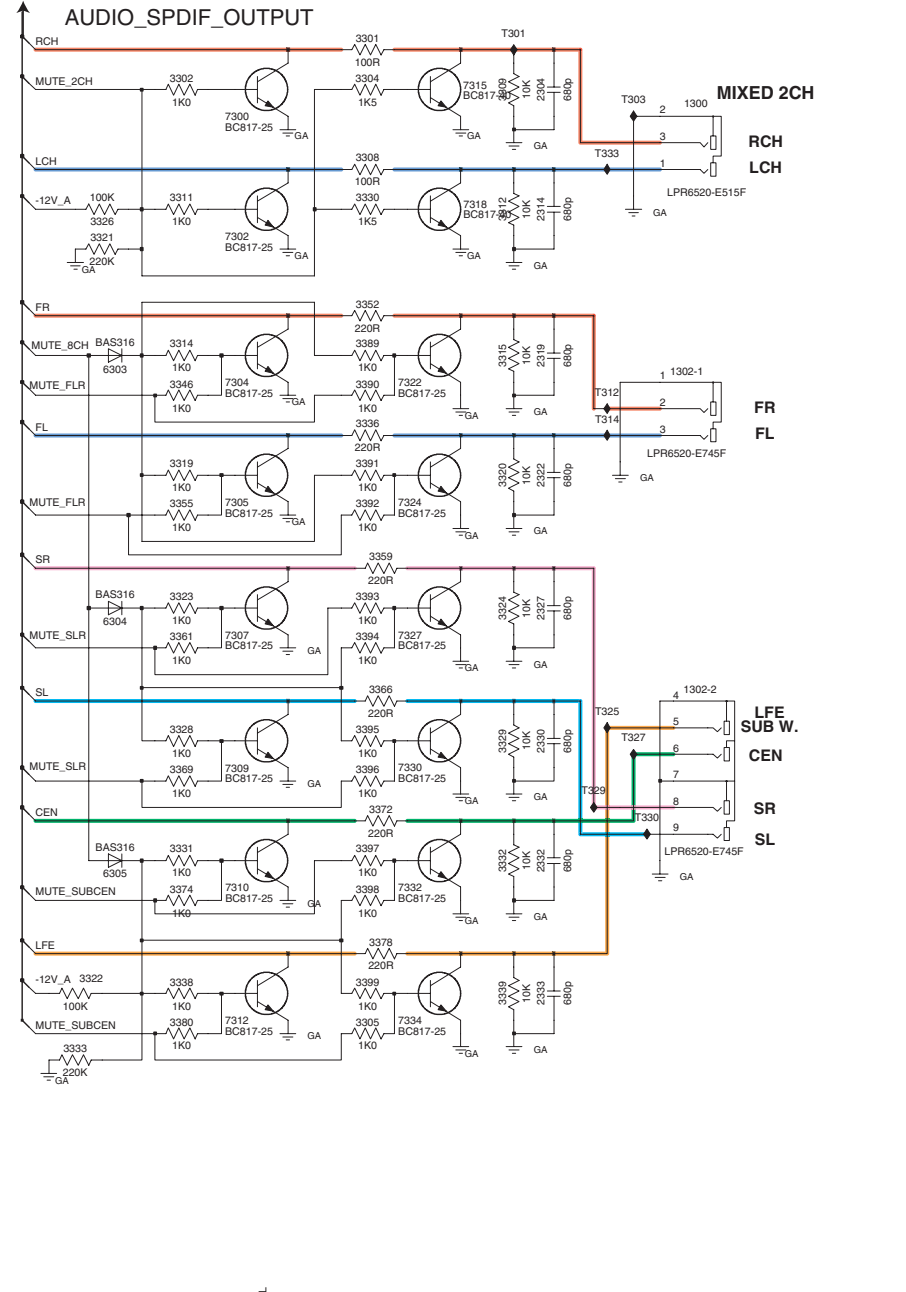 AUDIO_SPDIF_OUTPUT
RCH
3301
100R
T301
MUTE_2CH
3302
1K0
7300
BC817-25
GA
3304
1K5
7315
GA
10K
2304
680p
GA
MIXED 2CH
T303
1300
2
3
RCH
1
LCH
LPR6520-E515F
GA
LCH
3308
100R
T333
-12V_A
100K
3326
3311
1K0
7302
BC817-25
GA
3330
1K5
7318
GA
10K
2314
680p
GA
3321
220K
GA
FR
3352
220R
MUTE_8CH
BAS316
6303
3314
1K0
3389
1K0
3315
10K
2319
680p
GA
MUTE_FLR
3346
1K0
7304
BC817-25
GA
3390
1K0
7322
BC817-25
GA
1302-1
1
T312
2
FR
T314
3
FL
LPR6520-E745F
GA
FL
3336
220R
3319
1K0
7305
BC817-25
GA
3391
1K0
7324
BC817-25
GA
3320
10K
2322
680p
GA
MUTE_FLR
3355
1K0
3392
1K0
SR
3359
220R
BAS316
6304
3323
1K0
3393
1K0
3324
10K
2327
680p
GA
MUTE_SLR
3361
1K0
7307
BC817-25
GA
3394
1K0
7327
BC817-25
GA
SL
3366
220R
1302-2
4
T325
5
LFE
SUB W.
T327
6
CEN
7
T329
8
SR
T330
9
SL
LPR6520-E745F
GA
3328
1K0
7309
BC817-25
GA
3395
1K0
7330
BC817-25
GA
3329
10K
2330
680p
GA
MUTE_SLR
3369
1K0
3396
1K0
CEN
3372
220R
BAS316
6305
3331
1K0
3397
1K0
3332
10K
2332
680p
GA
MUTE_SUBCEN
3374
1K0
7310
BC817-25
GA
3398
1K0
7332
BC817-25
GA
LFE
3378
220R
-12V_A
3322
100K
3338
1K0
3399
1K0
3339
10K
2333
680p
GA
MUTE_SUBCEN
3380
1K0
7312
BC817-25
GA
3305
1K0
7334
BC817-25
GA
3333
220K
GA